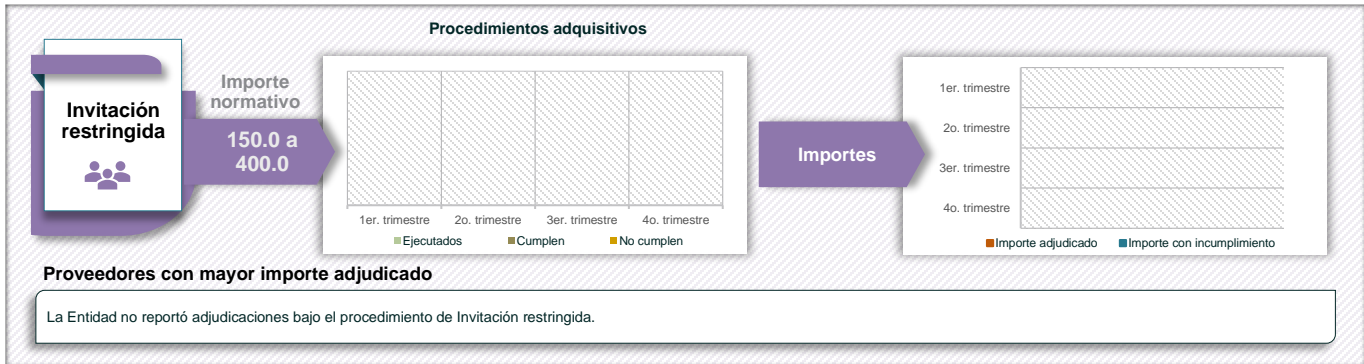 Procedimientos adquisitivos
Invitación
restringida
Importe
normativo
150.0 a
400.0
1er. trimestre 2o. trimestre 3er. trimestre 4o. trimestre
Ejecutados Cumplen No cumplen
Importes
1er. trimestre
2o. trimestre
3er. trimestre
4o. trimestre
Importe adjudicado Importe con incumplimiento
Proveedores con mayor importe adjudicado
La Entidad no reportó adjudicaciones bajo el procedimiento de Invitación restringida.